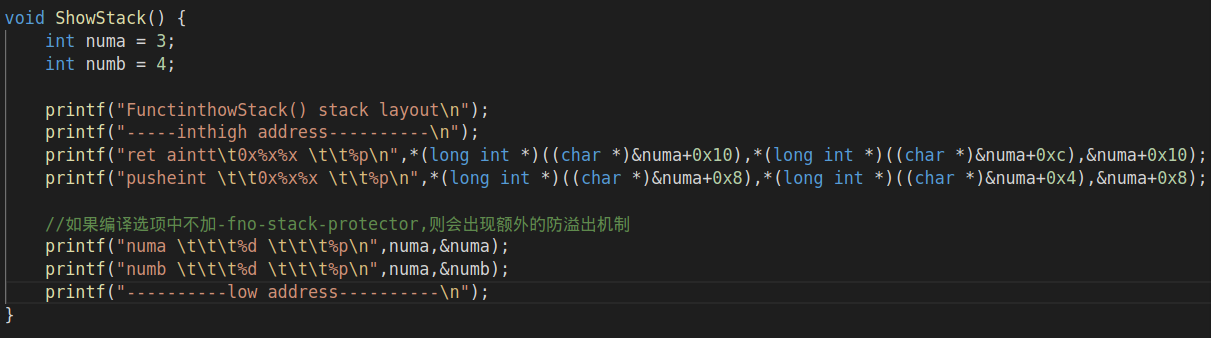 void ShowStack() {
    int numa = 3;
    int numb = 4;

    printf("FunctinthowStack() stack layout\n");
    printf("-----inthigh address----------\n");
    printf("ret aintt\t0x%x%x \t\t%p\n",*(long int *)((char *)&numa+0x10),*(long int *)((char *)&numa+0xc),&numa+0x10);
    printf("pusheint \t\t0x%x%x \t\t%p\n",*(long int *)((char *)&numa+0x8),*(long int *)((char *)&numa+0x4),&numa+0x8);

    //如果编译选项中不加-fno-stack-protector,则会出现额外的防溢出机制
    printf("numa \t\t\t%d \t\t\t%p\n",numa,&numa);
    printf("numb \t\t\t%d \t\t\t%p\n",numa,&numb);
    printf("----------low address----------\n");
}